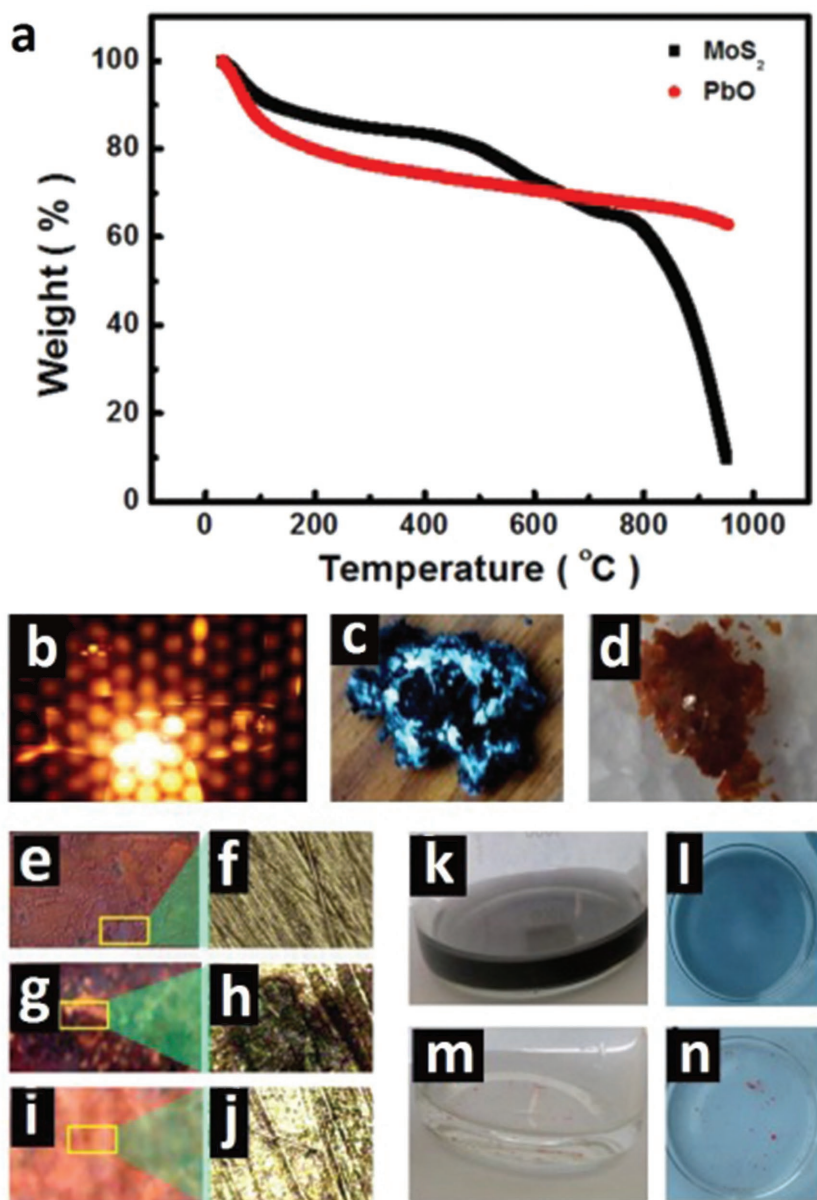 a
MoS₂
PbO
100
80
60
40
20
0
Weight ( % )
0 200 400 600 800 1000
Temperature ( °C )
b c d
e f k l
g h
m n
i j